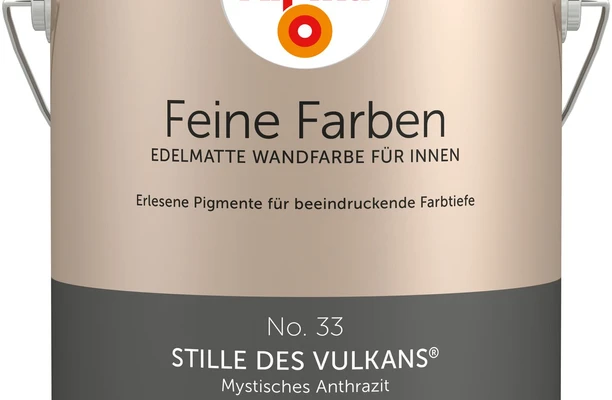 Feine Farben
EDELMATTE WANDFARBE FÜR INNEN
Erlesene Pigmente für beeindruckende Farbtiefe
No. 33
STILLE DES VULKANS®
Mystisches Anthrazit